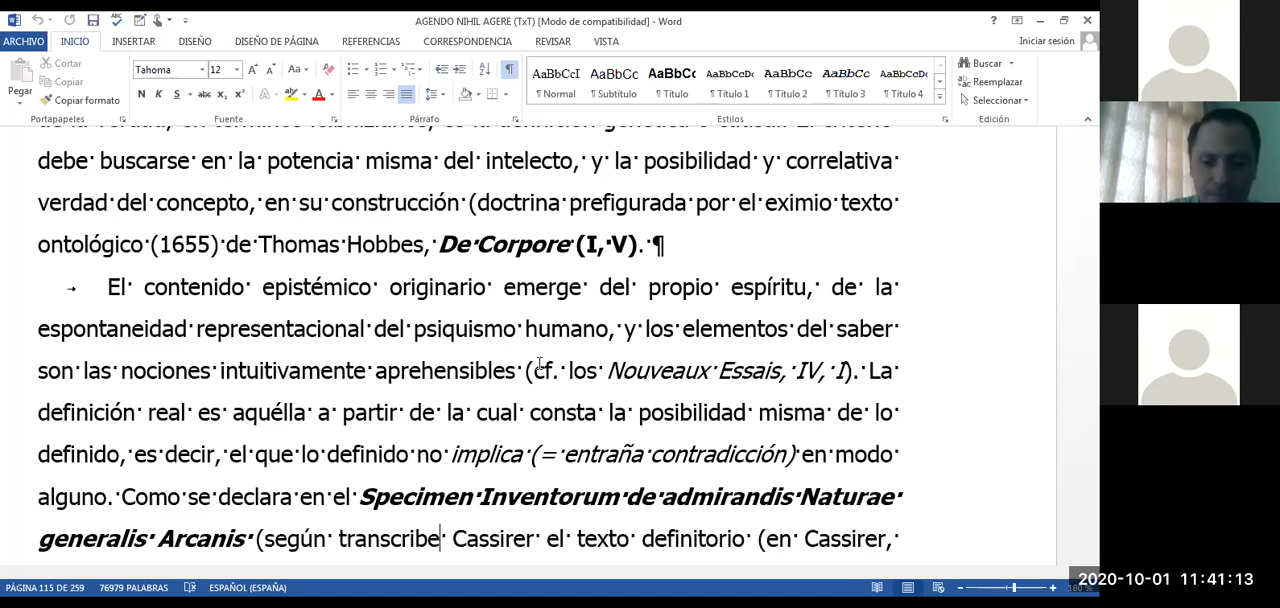 AGENDO NIHIL AGERE (TxT) [Modo de compatibilidad] - Word
ARCHIVO INICIO INSERTAR DISEÑO DISEÑO DE PÁGINA REFERENCIAS CORRESPONDENCIA REVISAR VISTA Iniciar sesión
Pegar
Cortar
Copiar
Copiar formato
Portapapeles
Tahoma 12
N K S abc x₂ x²
Fuente
Párrafo
AaBbCcI AaBbCc AaBbCc AaBbCcDc AaBbCcDc AaBbCcDc AaBbCcDc
¶ Normal ¶ Subtítulo ¶ Título ¶ Título 1 ¶ Título 2 ¶ Título 3 ¶ Título 4
Estilos
Buscar
Reemplazar
Seleccionar
Edición
debe buscarse en la potencia misma del intelecto, y la posibilidad y correlativa
verdad del concepto, en su construcción (doctrina prefigurada por el eximio texto
ontológico (1655) de Thomas Hobbes, De Corpore (I, V). ¶
El contenido epistémico originario emerge del propio espíritu, de la
espontaneidad representacional del psiquismo humano, y los elementos del saber
son las nociones intuitivamente aprehensibles (cf. los Nouveaux Essais, IV, I). La
definición real es aquélla a partir de la cual consta la posibilidad misma de lo
definido, es decir, el que lo definido no implica (= entraña contradicción) en modo
alguno. Como se declara en el Specimen Inventorum de admirandis Naturae
generalis Arcanis (según transcribe Cassirer el texto definitorio (en Cassirer,
PÁGINA 115 DE 259 76979 PALABRAS ESPAÑOL (ESPAÑA) 180 %
2020-10-01 11:41:13